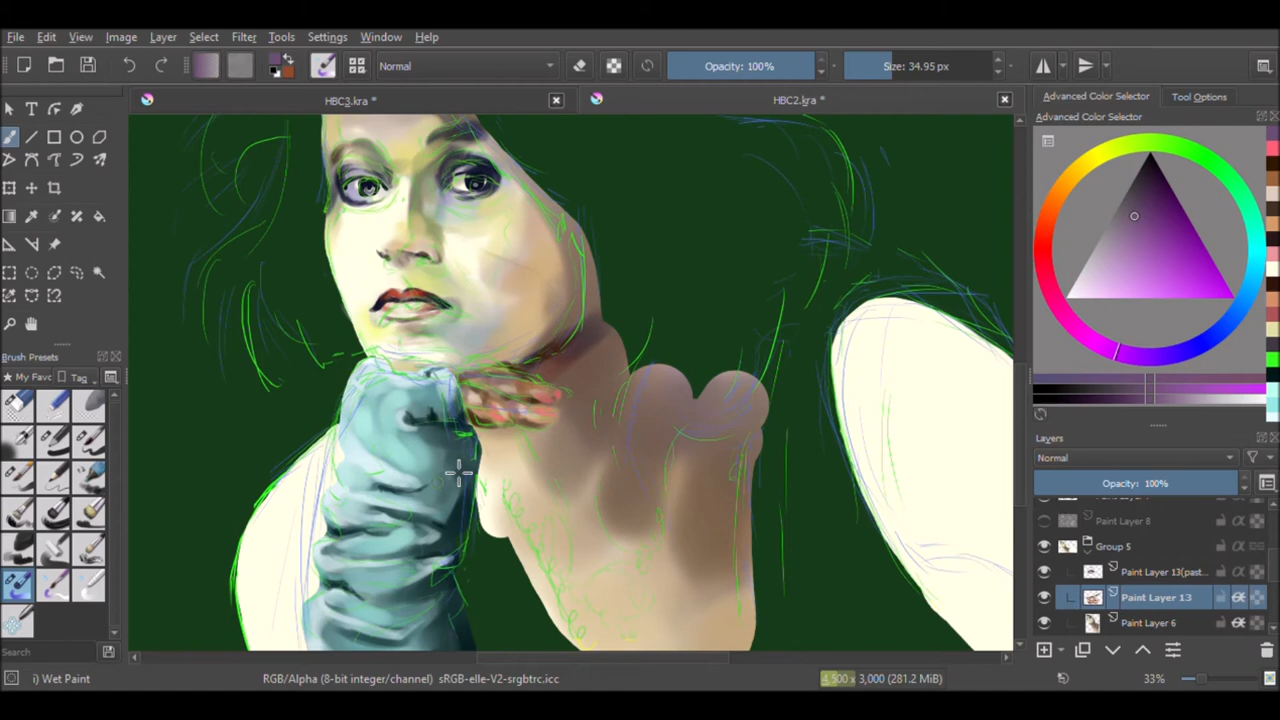 File Edit View Image Layer Select Filter Tools Settings Window Help
Normal
Opacity: 100%
Size: 34.95 px
HBC3.kra *
HBC2.kra *
Advanced Color Selector
Tool Options
Advanced Color Selector
Brush Presets
My Favo
Tag
Search
Layers
Normal
Opacity: 100%
Paint Layer 8
Group 5
Paint Layer 13(past...
Paint Layer 13
Paint Layer 6
i) Wet Paint
RGB/Alpha (8-bit integer/channel) sRGB-elle-V2-srgbtrc.icc
4,500 x 3,000 (281.2 MiB)
33%